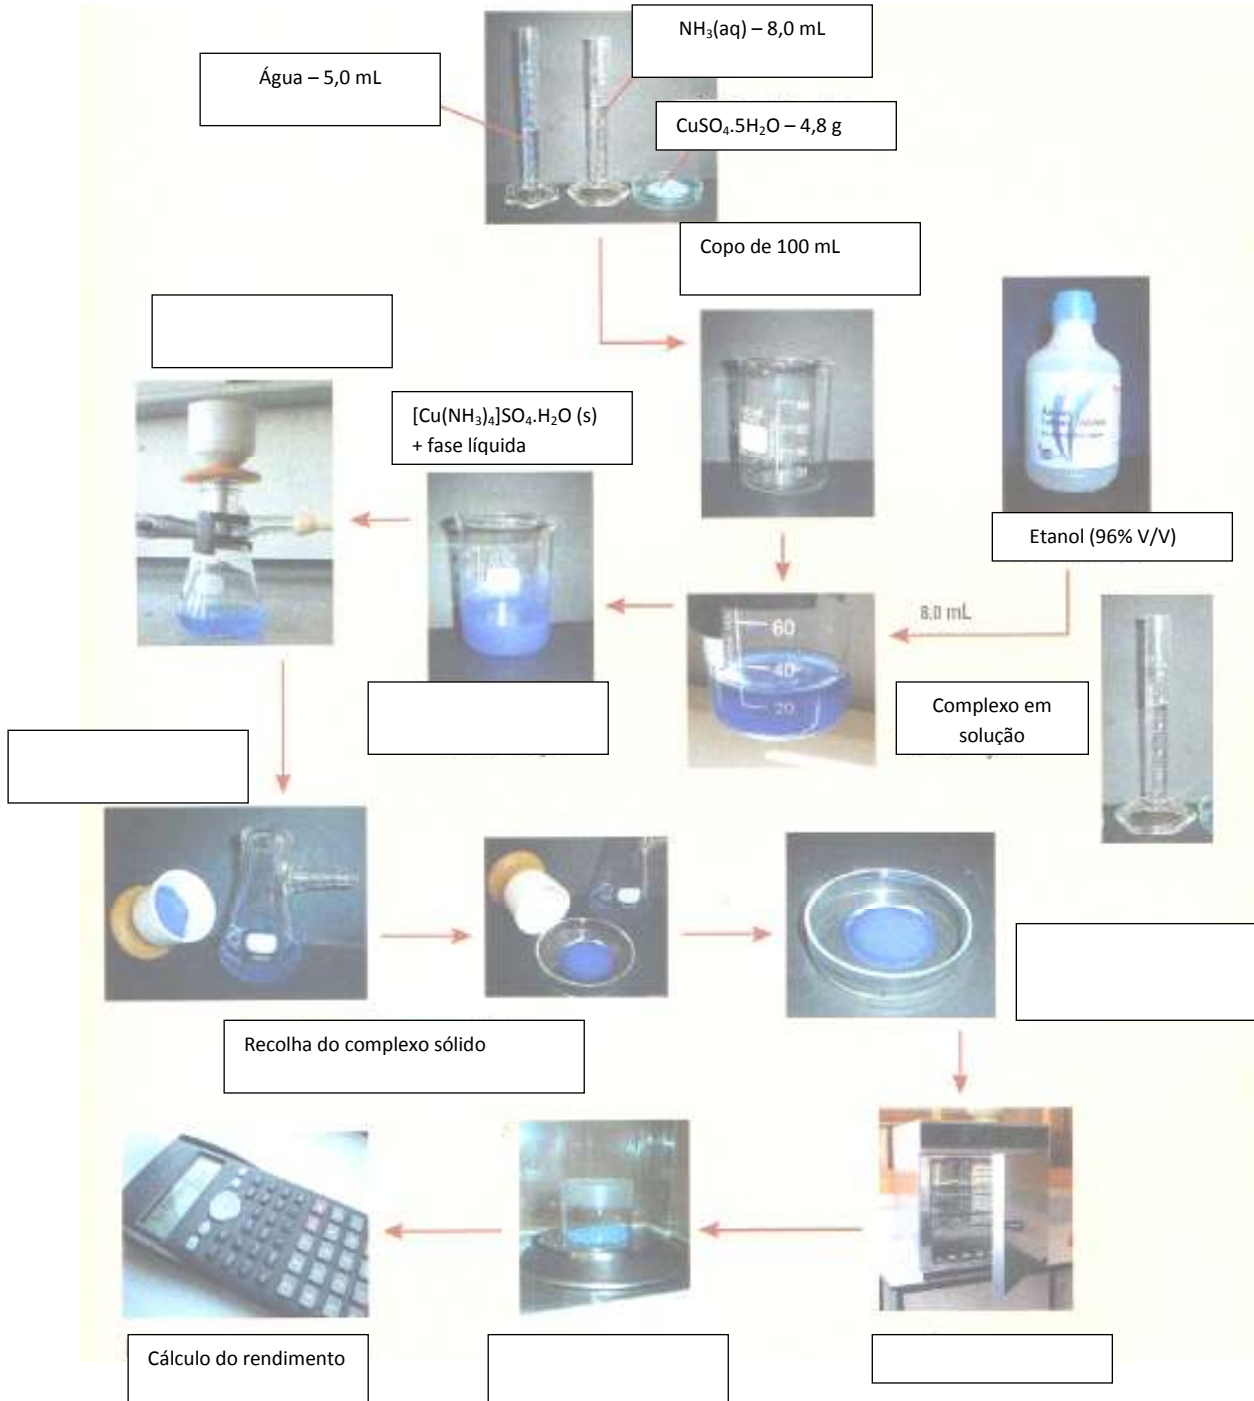 NH₃(aq) – 8,0 mL
Água – 5,0 mL
CuSO₄.5H₂O – 4,8 g
Copo de 100 mL
[Cu(NH₃)₄]SO₄.H₂O (s)
+ fase líquida
Etanol (96% V/V)
8.0 mL
60
40
20
Complexo em
solução
Recolha do complexo sólido
Cálculo do rendimento